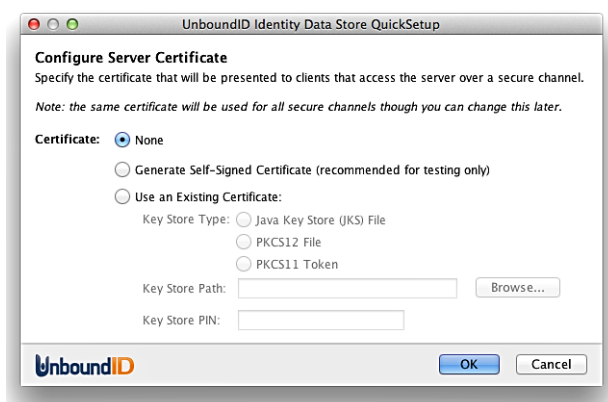 UnboundID Identity Data Store QuickSetup
Configure Server Certificate
Specify the certificate that will be presented to clients that access the server over a secure channel.
Note: the same certificate will be used for all secure channels though you can change this later.
Certificate: None
Generate Self-Signed Certificate (recommended for testing only)
Use an Existing Certificate:
Key Store Type: Java Key Store (JKS) File
PKCS12 File
PKCS11 Token
Key Store Path: Browse...
Key Store PIN:
UnboundID OK Cancel